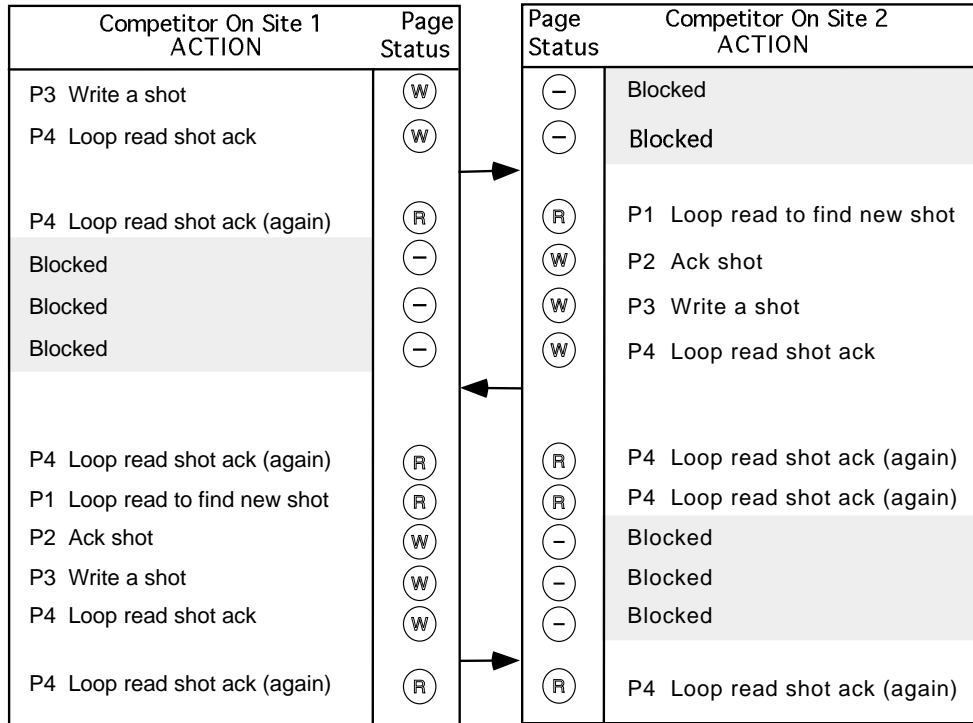 Competitor On Site 1
ACTION
Page
Status
P3 Write a shot W
P4 Loop read shot ack W
P4 Loop read shot ack (again) R
Blocked –
Blocked –
Blocked –
P4 Loop read shot ack (again) R
P1 Loop read to find new shot R
P2 Ack shot W
P3 Write a shot W
P4 Loop read shot ack W
P4 Loop read shot ack (again) R
Page
Status
Competitor On Site 2
ACTION
– Blocked
– Blocked
R P1 Loop read to find new shot
W P2 Ack shot
W P3 Write a shot
W P4 Loop read shot ack
R P4 Loop read shot ack (again)
R P4 Loop read shot ack (again)
– Blocked
– Blocked
– Blocked
R P4 Loop read shot ack (again)